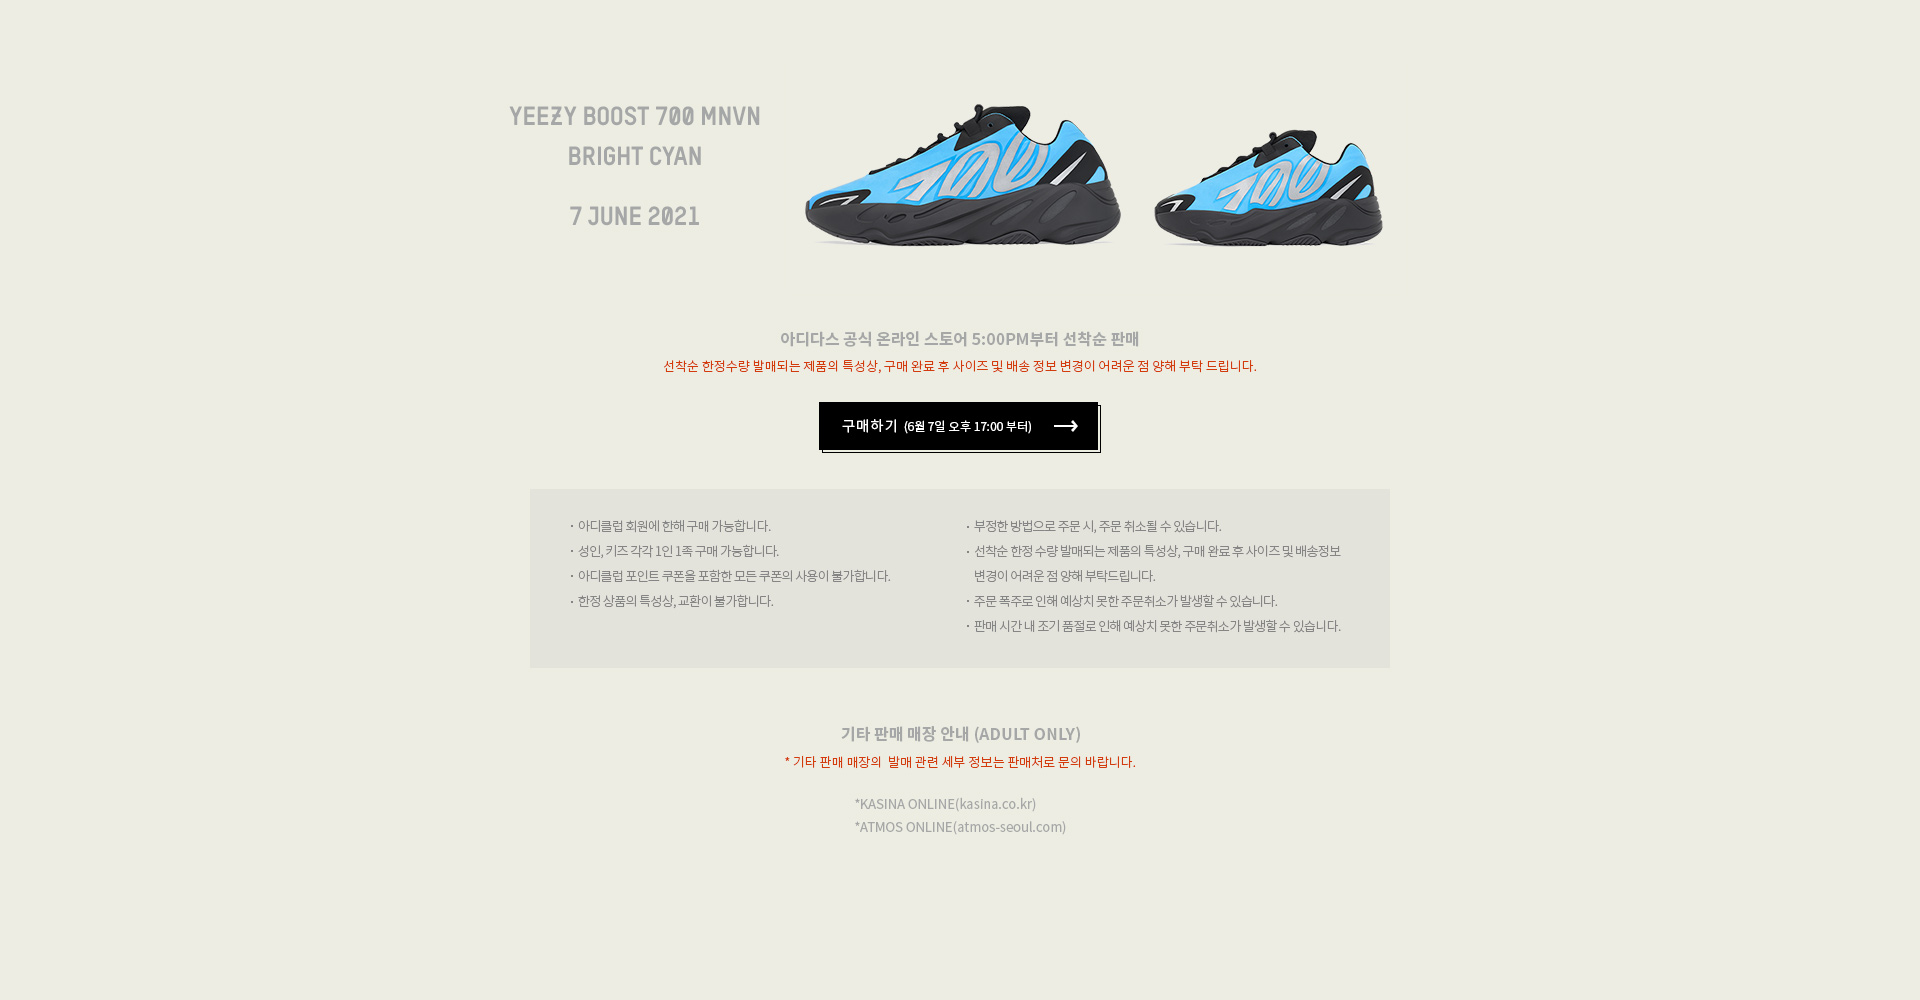 YEEZY BOOST 700 MNVN
BRIGHT CYAN
7 JUNE 2021
700
700
아디다스 공식 온라인 스토어 5:00PM부터 선착순 판매
선착순 한정수량 발매되는 제품의 특성상, 구매 완료 후 사이즈 및 배송 정보 변경이 어려운 점 양해 부탁 드립니다.
구매하기 (6월 7일 오후 17:00 부터)
· 아디클럽 회원에 한해 구매 가능합니다.
· 성인, 키즈 각각 1인 1족 구매 가능합니다.
· 아디클럽 포인트 쿠폰을 포함한 모든 쿠폰의 사용이 불가합니다.
· 한정 상품의 특성상, 교환이 불가합니다.
· 부정한 방법으로 주문 시, 주문 취소될 수 있습니다.
· 선착순 한정 수량 발매되는 제품의 특성상, 구매 완료 후 사이즈 및 배송정보
변경이 어려운 점 양해 부탁드립니다.
· 주문 폭주로 인해 예상치 못한 주문취소가 발생할 수 있습니다.
· 판매 시간 내 조기 품절로 인해 예상치 못한 주문취소가 발생할 수 있습니다.
기타 판매 매장 안내 (ADULT ONLY)
* 기타 판매 매장의 발매 관련 세부 정보는 판매처로 문의 바랍니다.
*KASINA ONLINE(kasina.co.kr)
*ATMOS ONLINE(atmos-seoul.com)